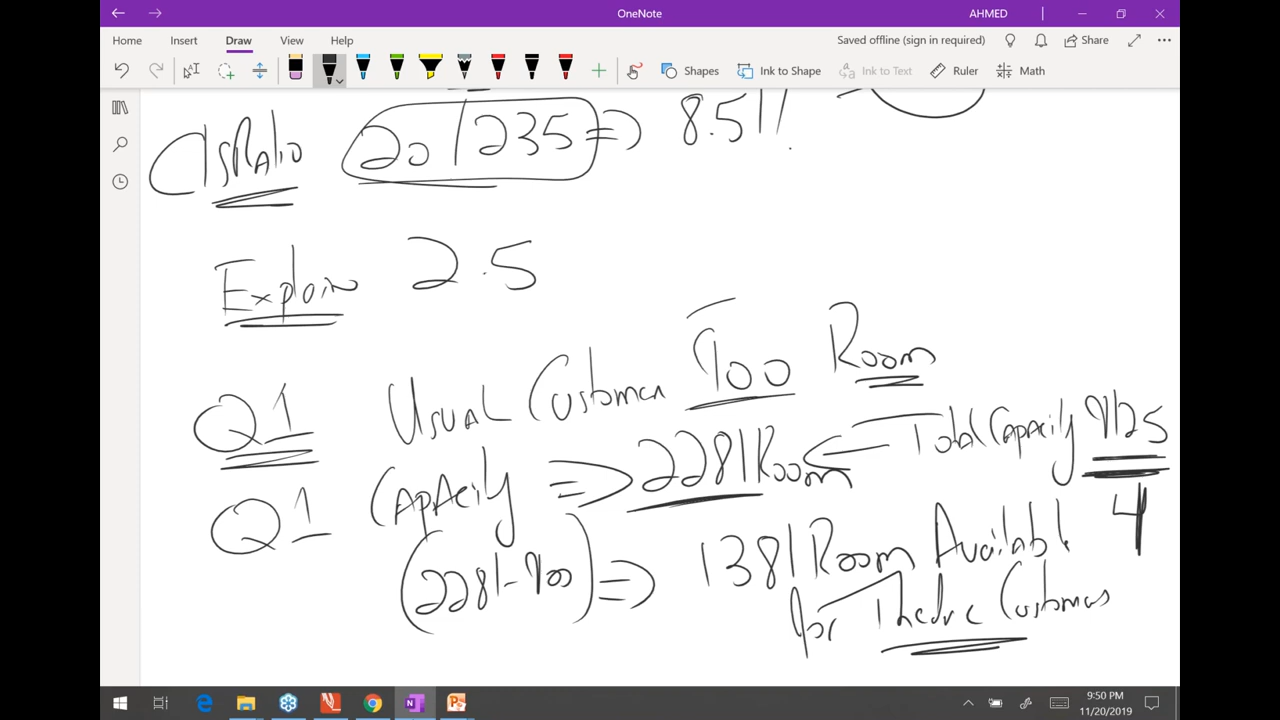 OneNote
AHMED
Home Insert Draw View Help
Saved offline (sign in required)
Share
Shapes
Ink to Shape
Ink to Text
Ruler
Math
C/S Ratio 20/235 => 8.511!
Explain 2.5
Q1 Usual Customer 900 Room
Q1 Capacity => 2281 Room <= Total Capacity 9125
4
(2281-900) => 1381 Room Available
for Theatre Customers
9:50 PM
11/20/2019